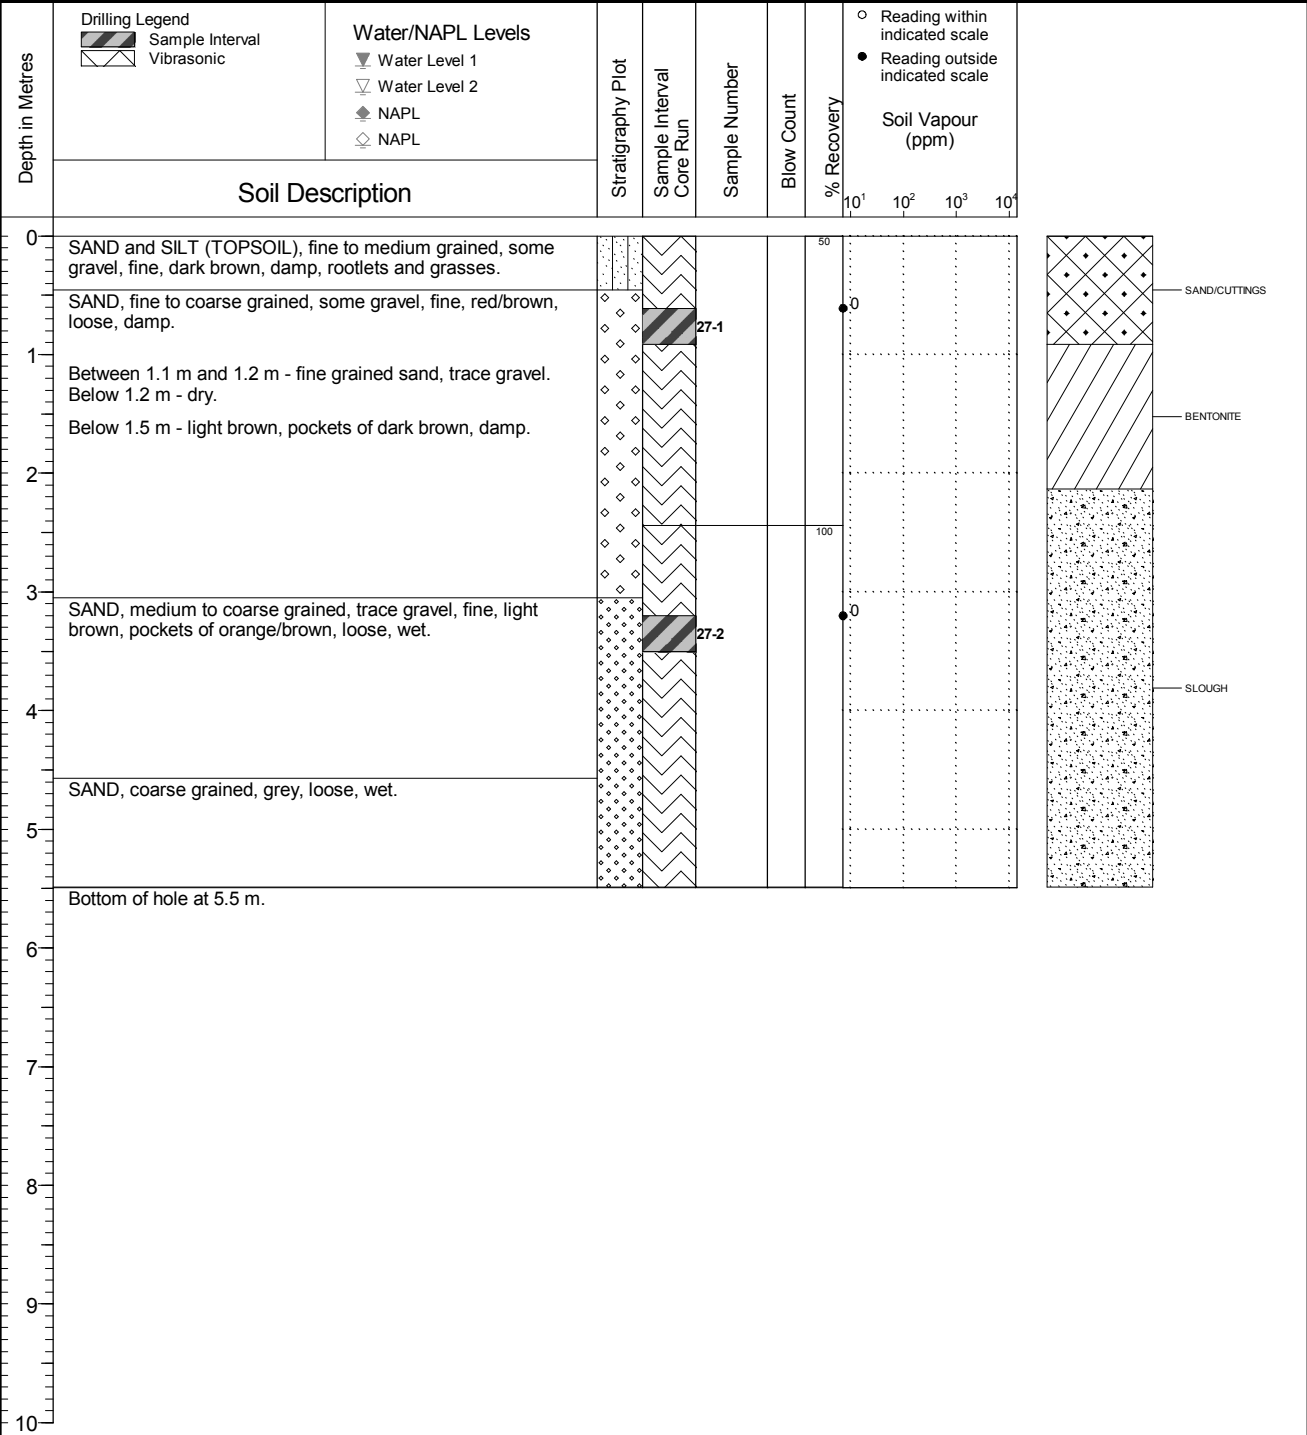 Depth in Metres
Drilling Legend
Sample Interval
Vibrasonic
Water/NAPL Levels
Water Level 1
Water Level 2
NAPL
NAPL
Soil Description
Stratigraphy Plot
Sample Interval
Core Run
Sample Number
Blow Count
% Recovery
Reading within
indicated scale
Reading outside
indicated scale
Soil Vapour
(ppm)
10¹ 10² 10³ 10⁴
0
SAND and SILT (TOPSOIL), fine to medium grained, some
gravel, fine, dark brown, damp, rootlets and grasses.
50
SAND/CUTTINGS
SAND, fine to coarse grained, some gravel, fine, red/brown,
loose, damp.
27-1
0
1
Between 1.1 m and 1.2 m - fine grained sand, trace gravel.
Below 1.2 m - dry.
BENTONITE
Below 1.5 m - light brown, pockets of dark brown, damp.
2
100
3
SAND, medium to coarse grained, trace gravel, fine, light
brown, pockets of orange/brown, loose, wet.
27-2
0
SLOUGH
4
SAND, coarse grained, grey, loose, wet.
5
Bottom of hole at 5.5 m.
6
7
8
9
10